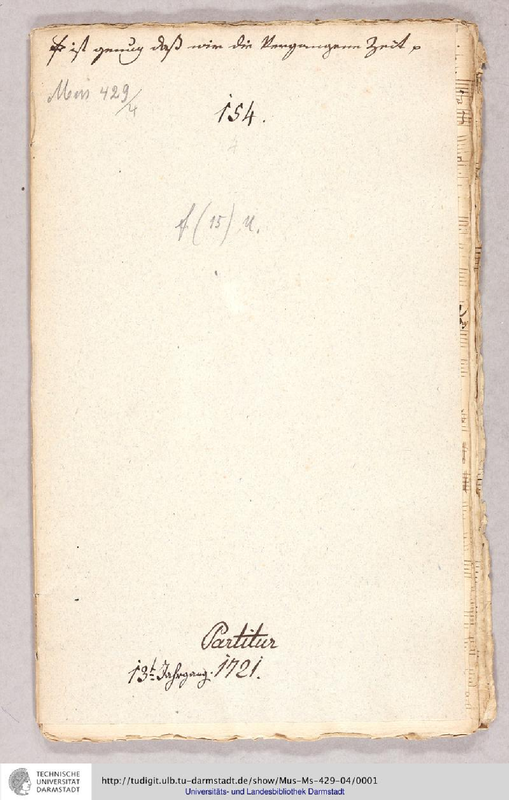 Es ist genug daß wir die Vergangene Zeit
Mus 429/4
154.
f. (15) u.
Partitur
13t. Jahrgang. 1721.
TECHNISCHE
UNIVERSITÄT
DARMSTADT
http://tudigit.ulb.tu-darmstadt.de/show/Mus-Ms-429-04/0001
Universitäts- und Landesbibliothek Darmstadt